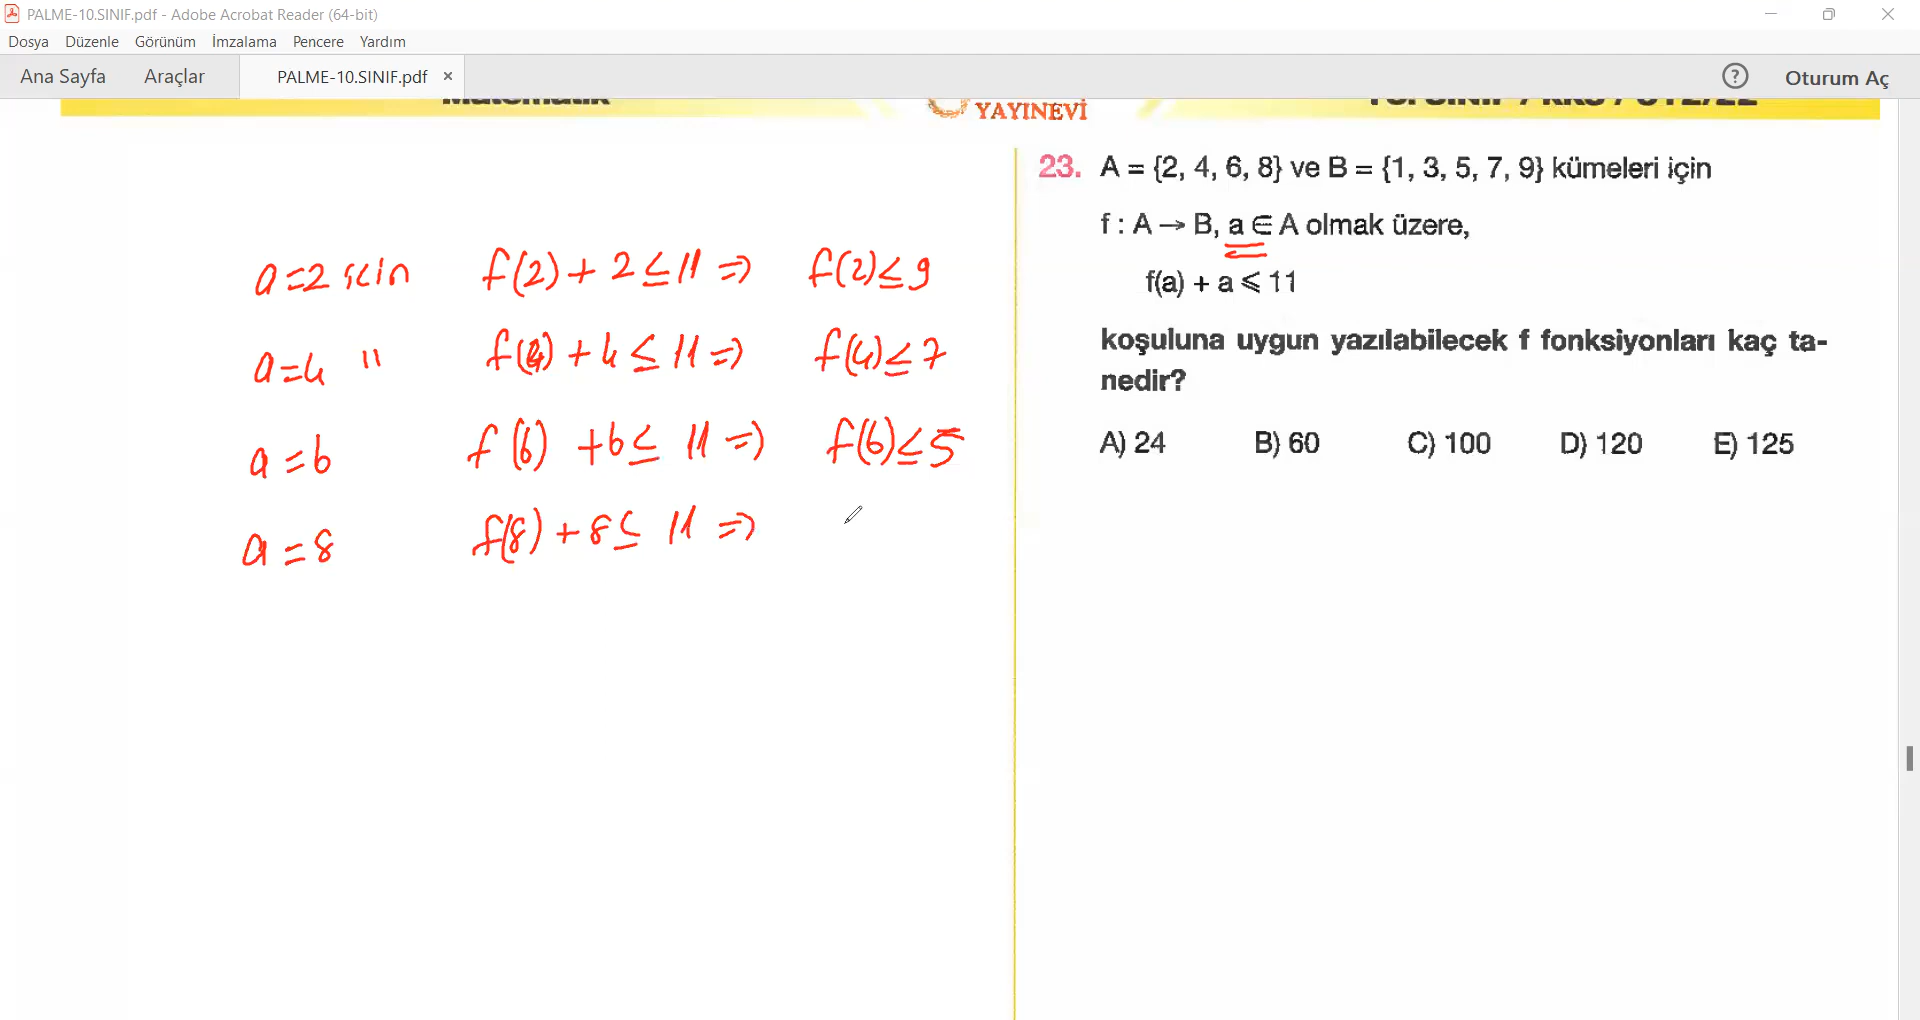 PALME-10.SINIF.pdf - Adobe Acrobat Reader (64-bit)
Dosya Düzenle Görünüm İmzalama Pencere Yardım
Ana Sayfa Araçlar PALME-10.SINIF.pdf × ? Oturum Aç
Matematik YAYINEVİ
a=2 için f(2)+2≤11⇒ f(2)≤9
a=4 " f(4)+4≤11⇒ f(4)≤7
a=6 f(6)+6≤11⇒ f(6)≤5
a=8 f(8)+8≤11⇒
23. A = {2, 4, 6, 8} ve B = {1, 3, 5, 7, 9} kümeleri için
f : A → B, a ∈ A olmak üzere,
f(a) + a ⩽ 11
koşuluna uygun yazılabilecek f fonksiyonları kaç ta-
nedir?
A) 24 B) 60 C) 100 D) 120 E) 125